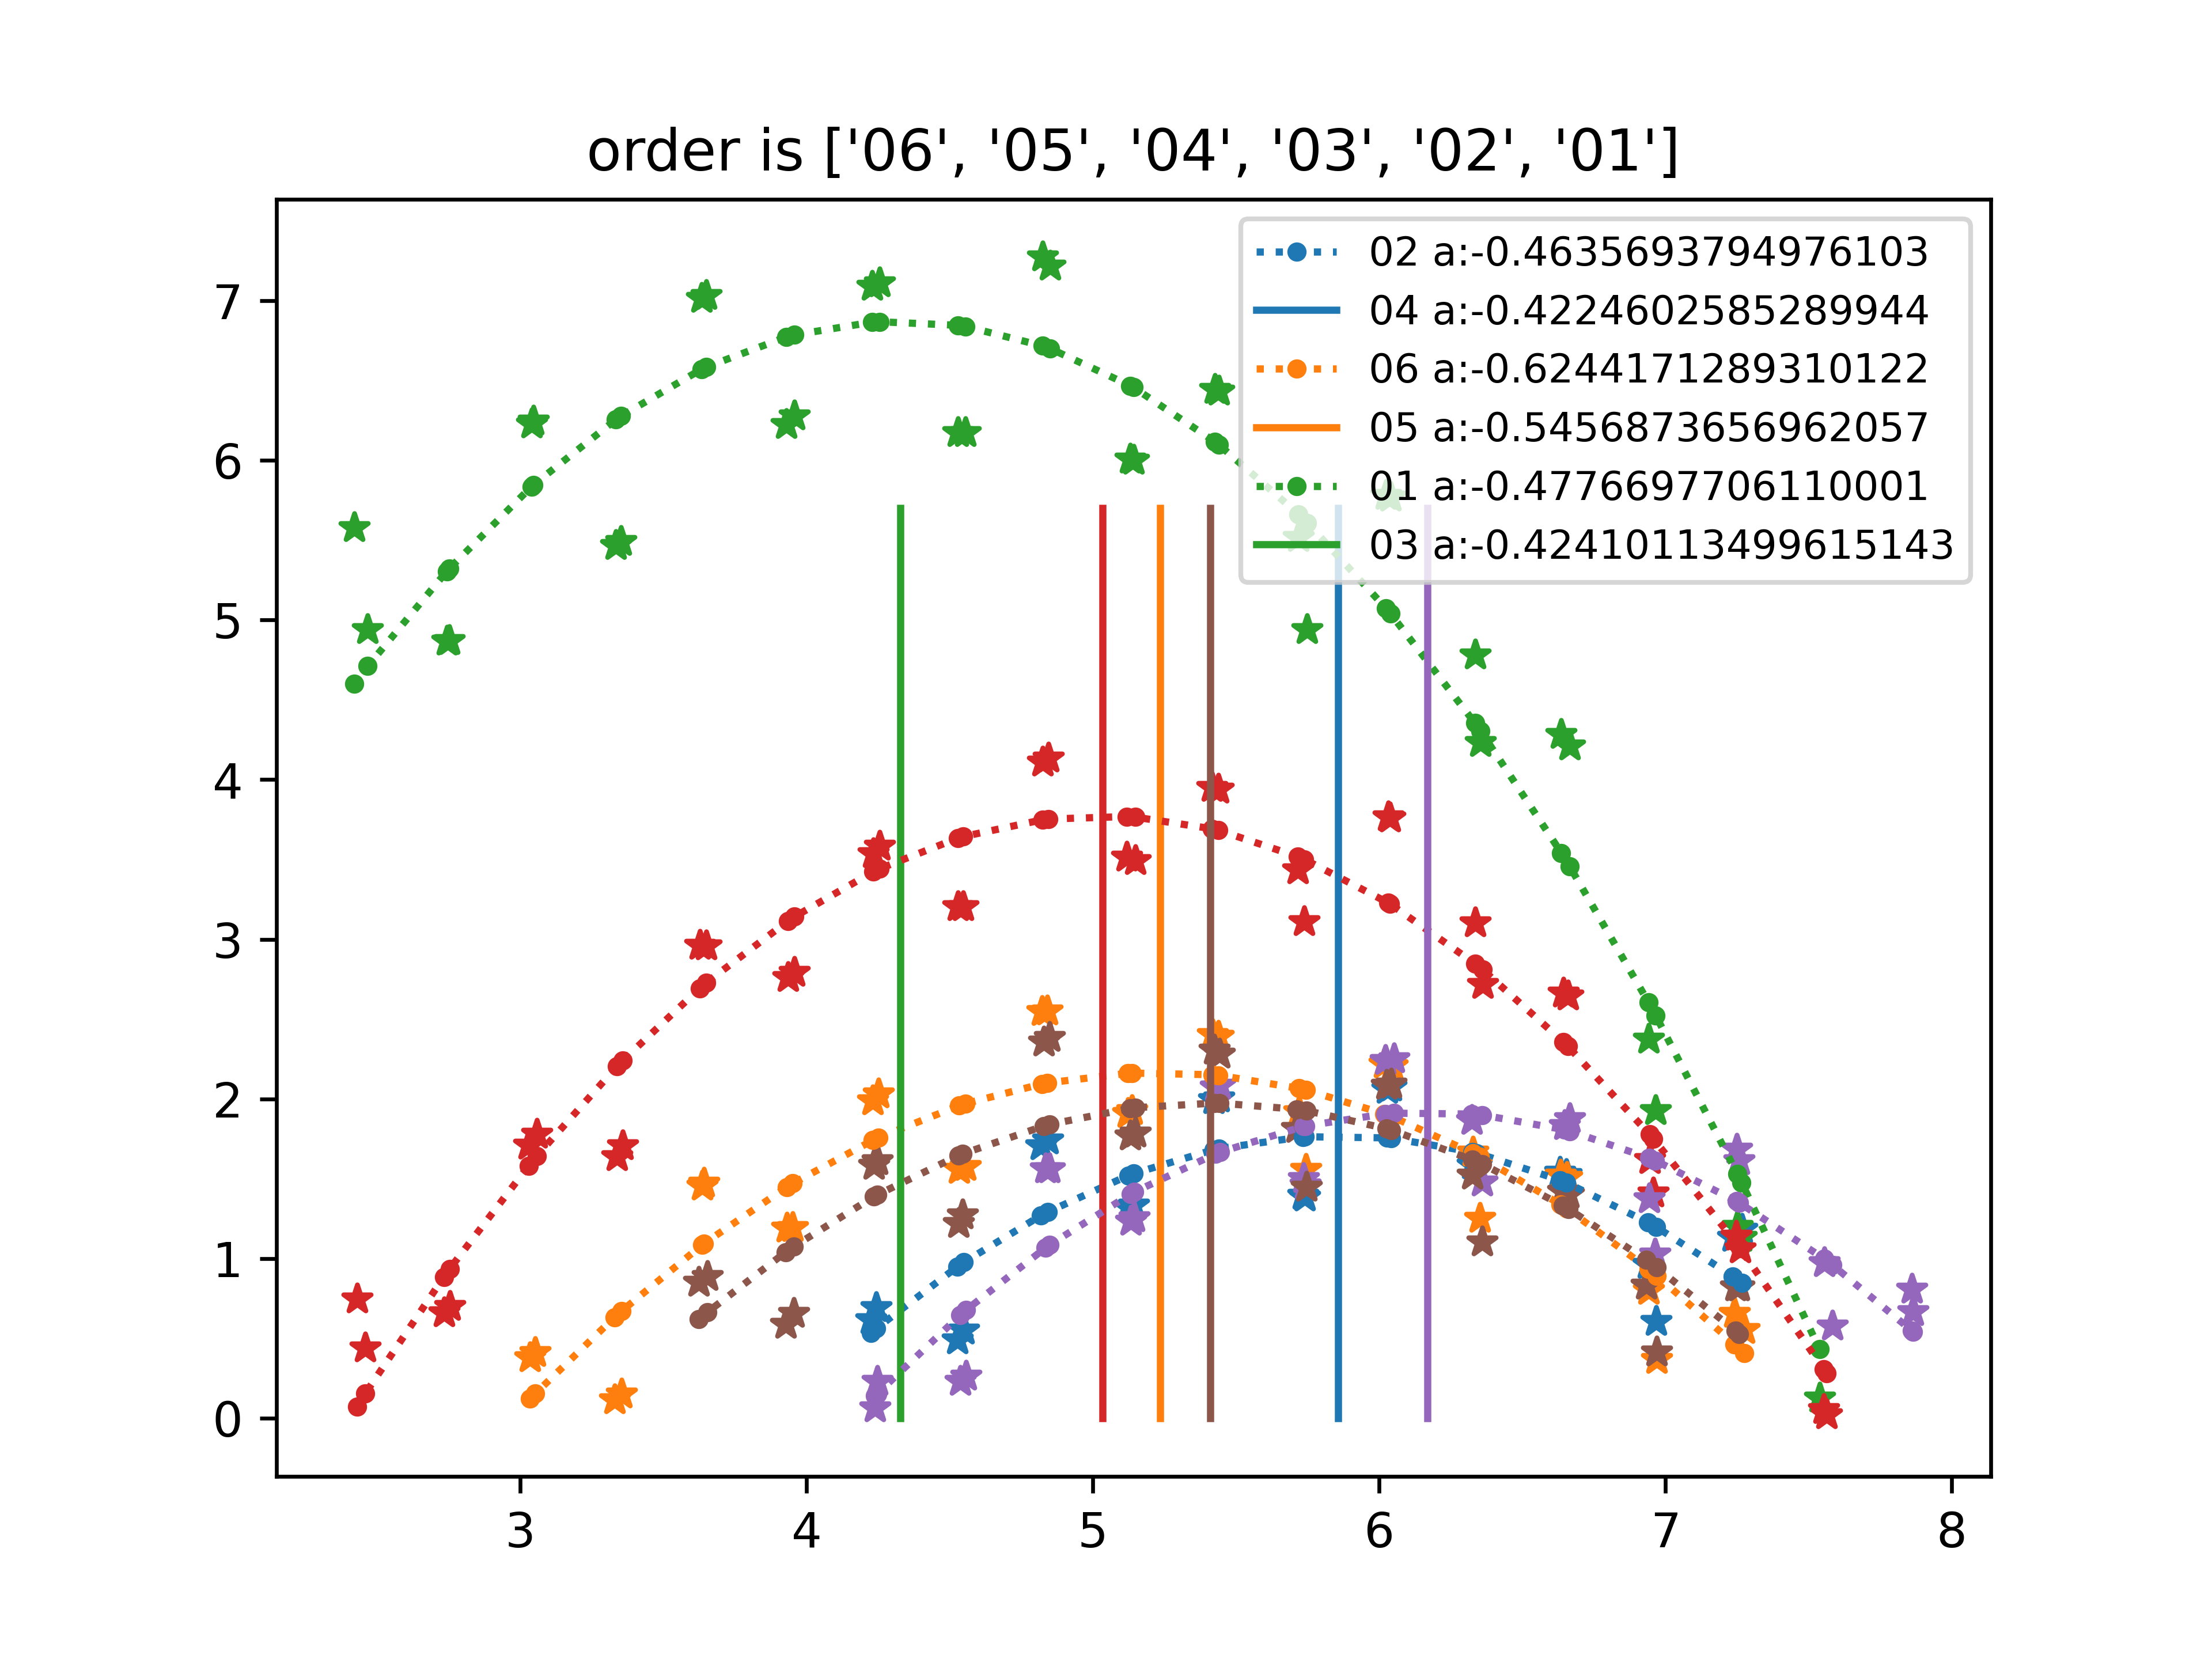 order is ['06', '05', '04', '03', '02', '01']
02 a:-0.4635693794976103
04 a:-0.4224602585289944
06 a:-0.6244171289310122
05 a:-0.5456873656962057
01 a:-0.4776697706110001
03 a:-0.42410113499615143
7
6
5
4
3
2
1
0
3 4 5 6 7 8